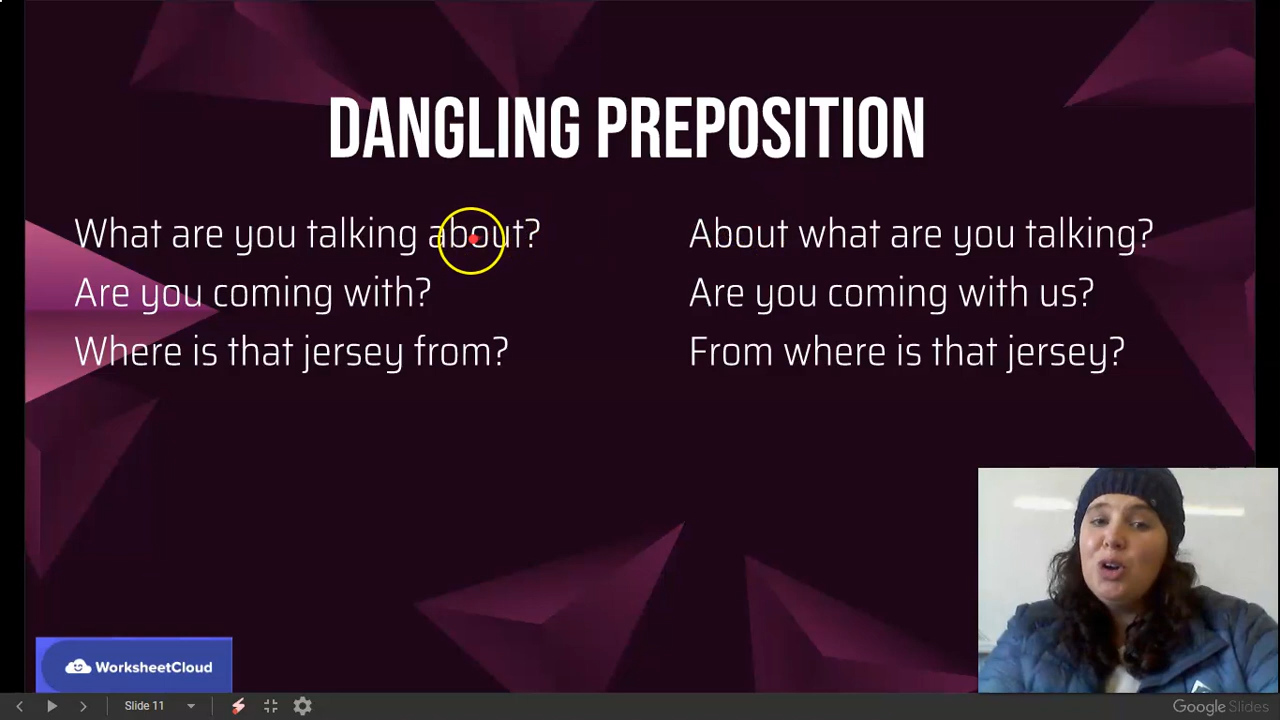 DANGLING PREPOSITION
What are you talking about?
Are you coming with?
Where is that jersey from?
About what are you talking?
Are you coming with us?
From where is that jersey?
WorksheetCloud
Slide 11
Google Slides